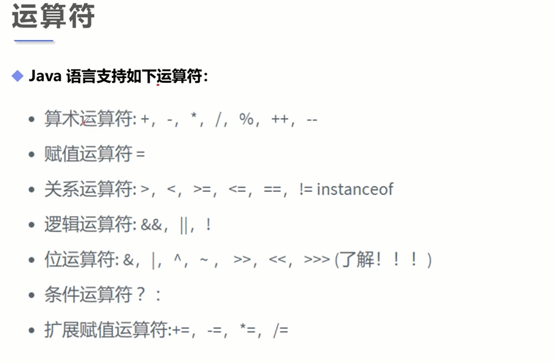 运算符
Java 语言支持如下运算符：
算术运算符: +，-，*，/，%，++，--
赋值运算符 =
关系运算符: >，<，>=，<=，==，!= instanceof
逻辑运算符: &&，||，!
位运算符: &，|，^，~ ， >>，<<，>>> (了解！！！)
条件运算符？：
扩展赋值运算符:+=，-=，*=，/=